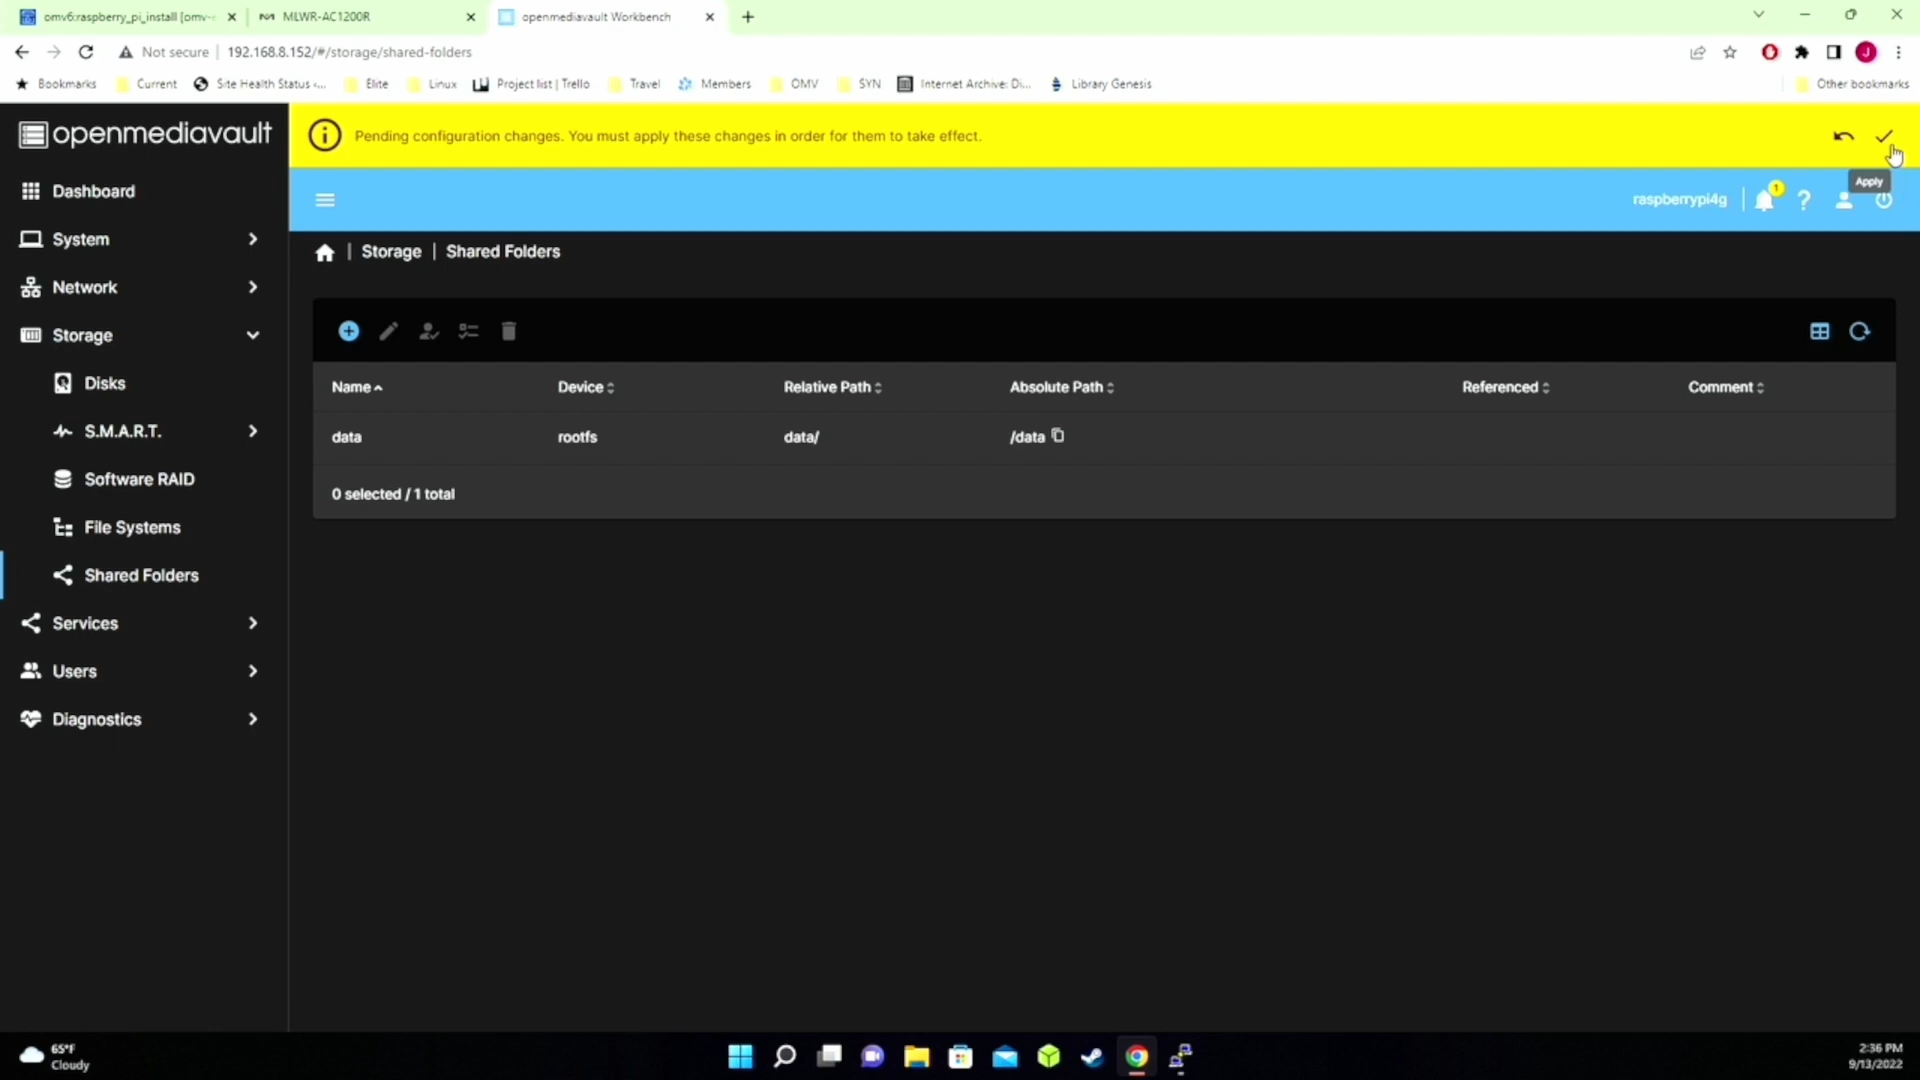 omv6:raspberry_pi_install [omv-
MLWR-AC1200R
openmediavault Workbench
Not secure
192.168.8.152/#/storage/shared-folders
J
Bookmarks
Current
Site Health Status ‹...
Elite
Linux
Project list | Trello
Travel
Members
OMV
SYN
Internet Archive: Di...
Library Genesis
Other bookmarks
openmediavault
Pending configuration changes. You must apply these changes in order for them to take effect.
Apply
raspberrypi4g
1
Dashboard
System
Network
Storage
Disks
S.M.A.R.T.
Software RAID
File Systems
Shared Folders
Services
Users
Diagnostics
| Storage | Shared Folders
Name
Device
Relative Path
Absolute Path
Referenced
Comment
data
rootfs
data/
/data
0 selected / 1 total
65°F
Cloudy
2:36 PM
9/13/2022